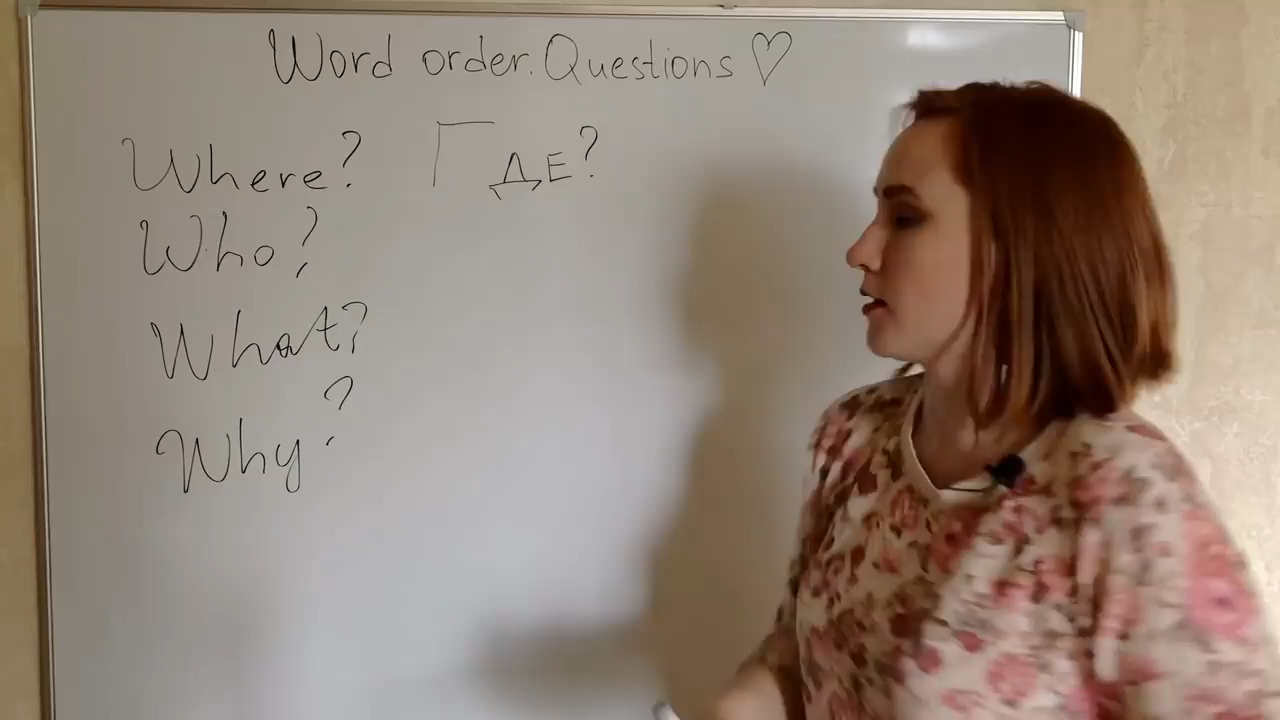 Word order. Questions ♡
Where? Где?
Who?
What?
Why?